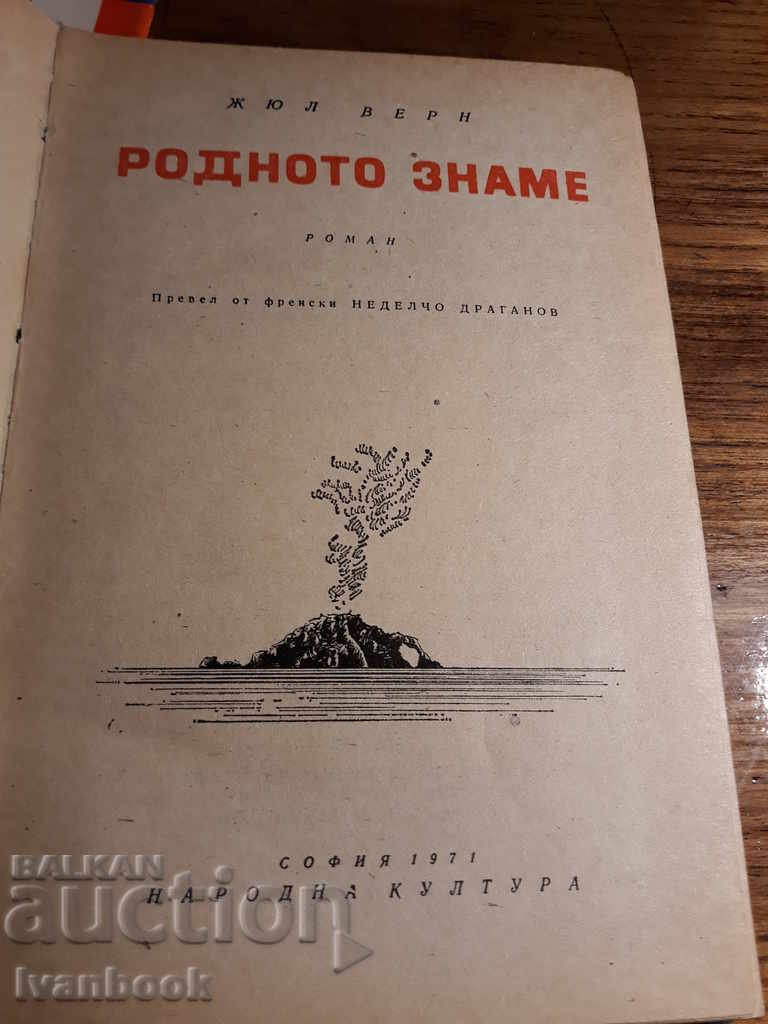 ЖЮЛ ВЕРН
РОДНОТО ЗНАМЕ
РОМАН
Превел от френски НЕДЕЛЧО ДРАГАНОВ
СОФИЯ 1971
НАРОДНА КУЛТУРА
BALKAN
auction
Ivanbook